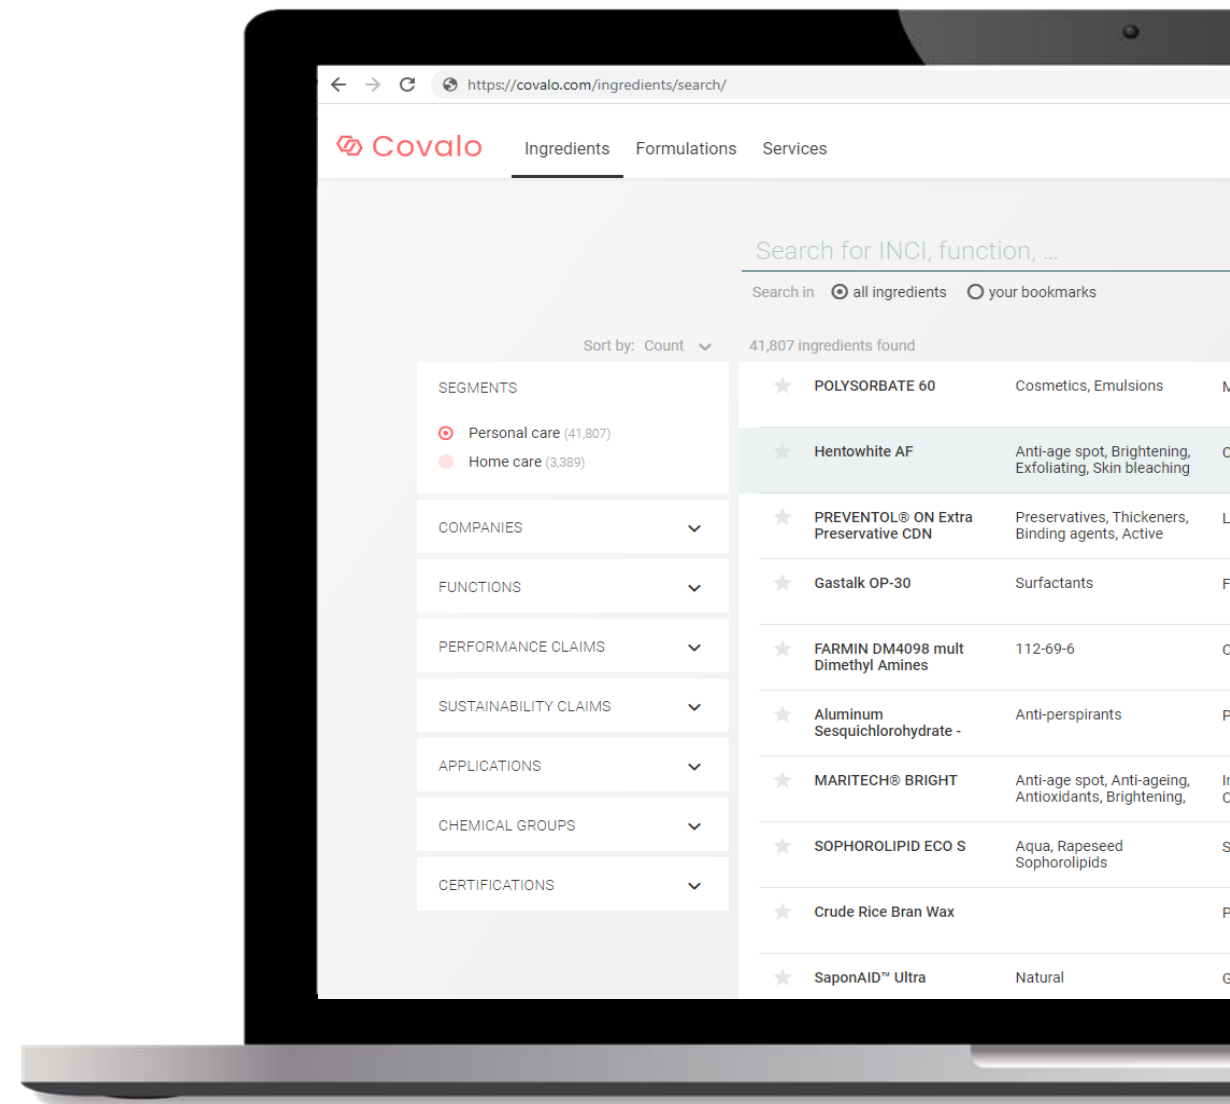 https://covalo.com/ingredients/search/
Covalo
Ingredients Formulations Services
Search for INCI, function, ...
Search in all ingredients your bookmarks
Sort by: Count
41,807 ingredients found
SEGMENTS
Personal care (41,807)
Home care (3,389)
COMPANIES
FUNCTIONS
PERFORMANCE CLAIMS
SUSTAINABILITY CLAIMS
APPLICATIONS
CHEMICAL GROUPS
CERTIFICATIONS
POLYSORBATE 60
Cosmetics, Emulsions
Hentowhite AF
Anti-age spot, Brightening,
Exfoliating, Skin bleaching
PREVENTOL® ON Extra
Preservative CDN
Preservatives, Thickeners,
Binding agents, Active
Gastalk OP-30
Surfactants
FARMIN DM4098 mult
Dimethyl Amines
112-69-6
Aluminum
Sesquichlorohydrate -
Anti-perspirants
MARITECH® BRIGHT
Anti-age spot, Anti-ageing,
Antioxidants, Brightening,
SOPHOROLIPID ECO S
Aqua, Rapeseed
Sophorolipids
Crude Rice Bran Wax
SaponAID™ Ultra
Natural